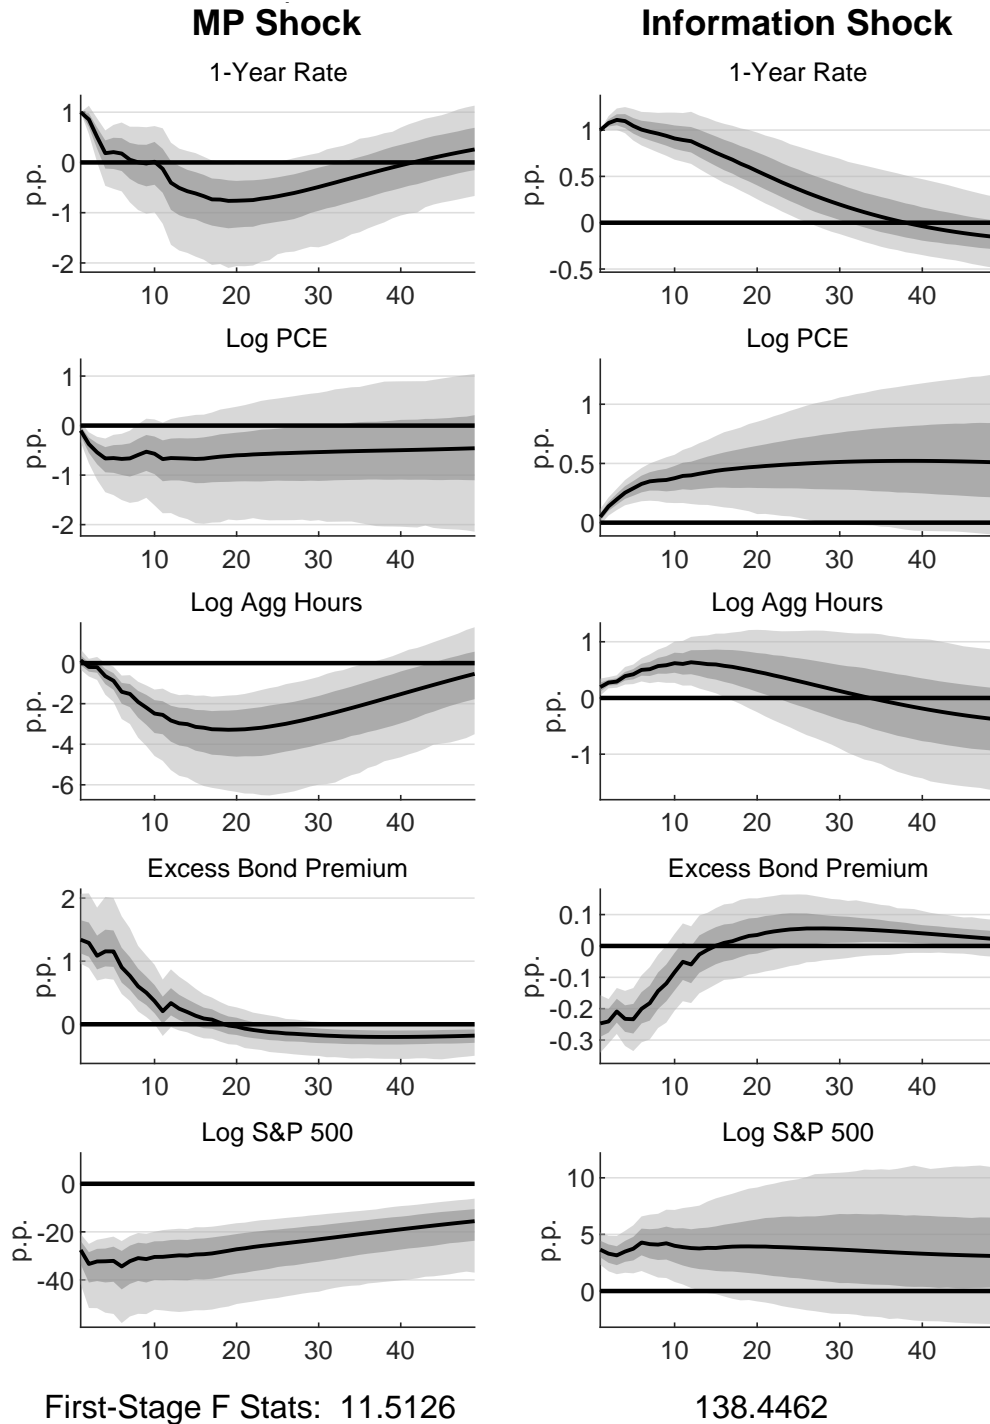 MP Shock
Information Shock
1-Year Rate
1-Year Rate
p.p.
1
0
-1
-2
10 20 30 40
p.p.
1
0.5
0
-0.5
10 20 30 40
Log PCE
Log PCE
p.p.
1
0
-1
-2
10 20 30 40
p.p.
1
0.5
0
10 20 30 40
Log Agg Hours
Log Agg Hours
p.p.
0
-2
-4
-6
10 20 30 40
p.p.
1
0
-1
10 20 30 40
Excess Bond Premium
Excess Bond Premium
p.p.
2
1
0
10 20 30 40
p.p.
0.1
0
-0.1
-0.2
-0.3
10 20 30 40
Log S&P 500
Log S&P 500
p.p.
0
-20
-40
10 20 30 40
p.p.
10
5
0
10 20 30 40
First-Stage F Stats: 11.5126 138.4462